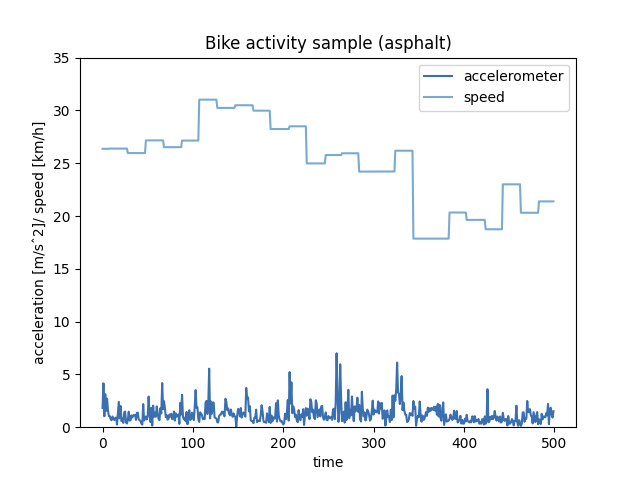 Bike activity sample (asphalt)
accelerometer
speed
acceleration [m/s^2]/ speed [km/h]
35
30
25
20
15
10
5
0
0 100 200 300 400 500
time